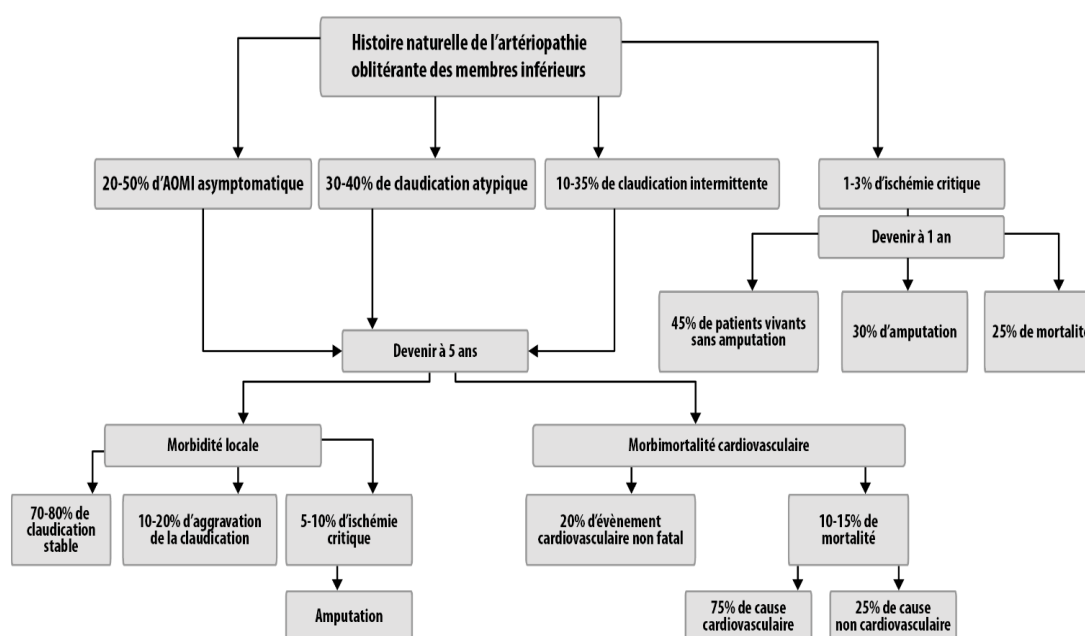 Histoire naturelle de l'artériopathie
oblitérante des membres inférieurs
20-50% d'AOMI asymptomatique
30-40% de claudication atypique
10-35% de claudication intermittente
1-3% d'ischémie critique
Devenir à 1 an
45% de patients vivants
sans amputation
30% d'amputation
25% de mortalité
Devenir à 5 ans
Morbidité locale
Morbimortalité cardiovasculaire
70-80% de
claudication
stable
10-20% d'aggravation
de la claudication
5-10% d'ischémie
critique
20% d'évènement
cardiovasculaire non fatal
10-15% de
mortalité
Amputation
75% de cause
cardiovasculaire
25% de cause
non cardiovasculaire